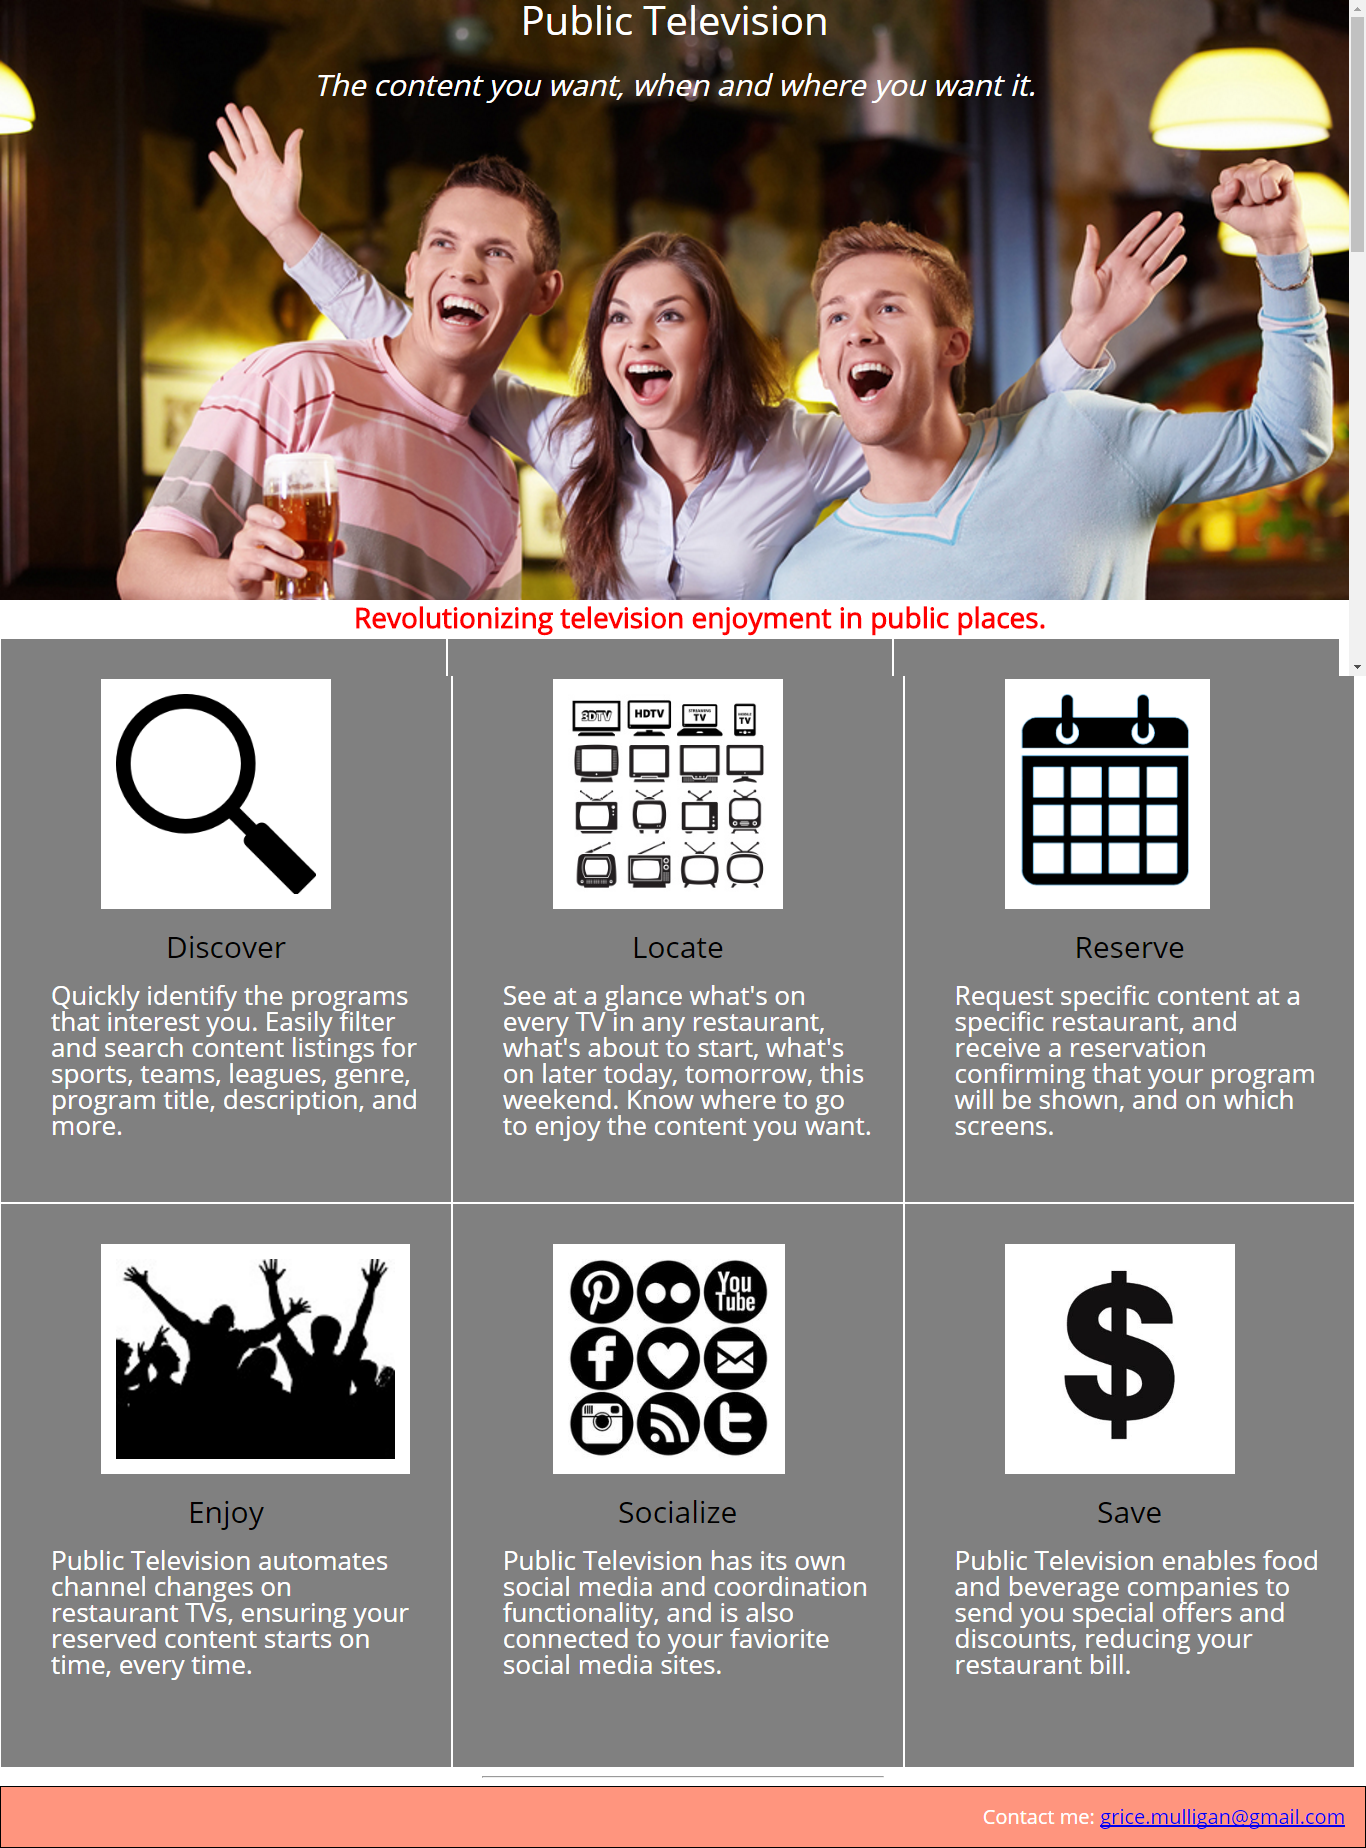 Public Television
The content you want, when and where you want it.
Revolutionizing television enjoyment in public places.
3DTV
HDTV
STREAMING
TV
MOBILE
TV
Discover
Quickly identify the programs
that interest you. Easily filter
and search content listings for
sports, teams, leagues, genre,
program title, description, and
more.
Locate
See at a glance what's on
every TV in any restaurant,
what's about to start, what's
on later today, tomorrow, this
weekend. Know where to go
to enjoy the content you want.
Reserve
Request specific content at a
specific restaurant, and
receive a reservation
confirming that your program
will be shown, and on which
screens.
Enjoy
Public Television automates
channel changes on
restaurant TVs, ensuring your
reserved content starts on
time, every time.
You
Tube
Socialize
Public Television has its own
social media and coordination
functionality, and is also
connected to your faviorite
social media sites.
$
Save
Public Television enables food
and beverage companies to
send you special offers and
discounts, reducing your
restaurant bill.
Contact me: grice.mulligan@gmail.com